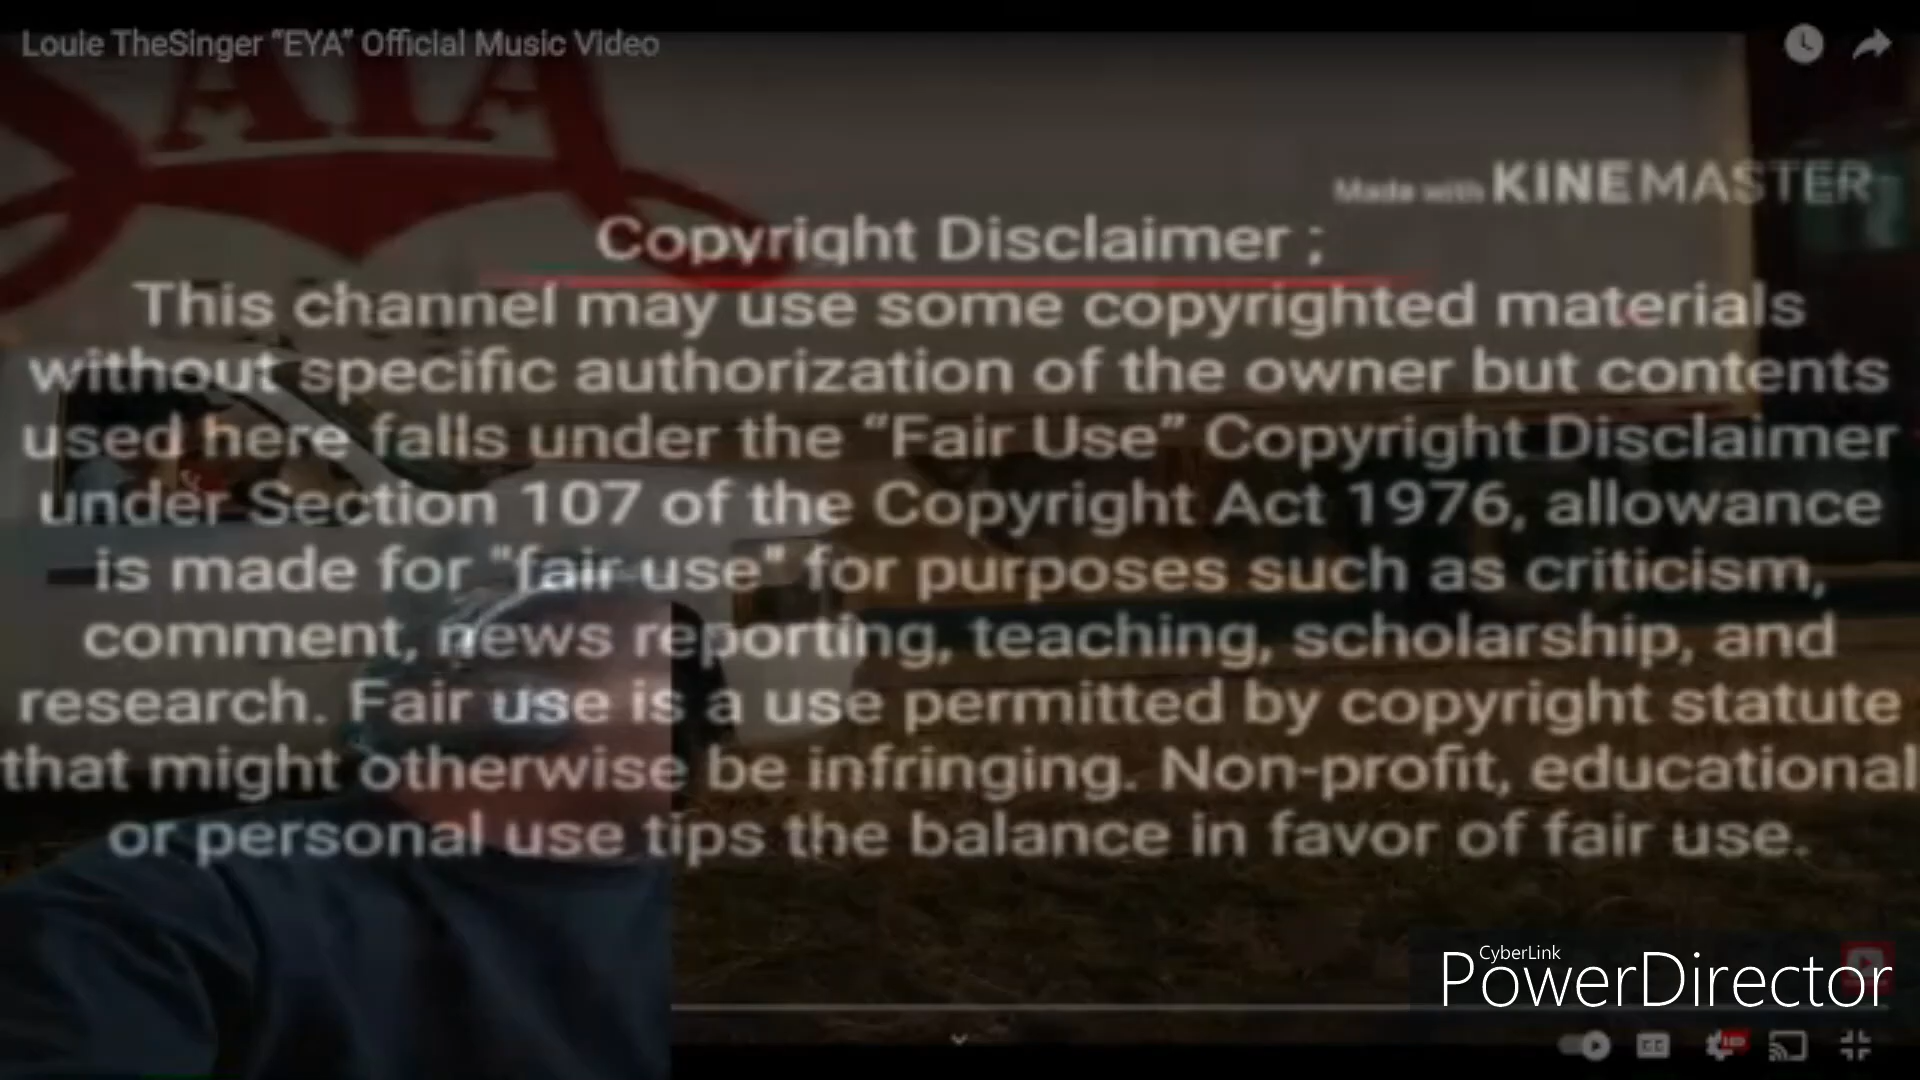 Louie TheSinger “EYA” Official Music Video
Made with KINEMASTER
Copyright Disclaimer ;
This channel may use some copyrighted materials
without specific authorization of the owner but contents
used here falls under the “Fair Use” Copyright Disclaimer
under Section 107 of the Copyright Act 1976, allowance
is made for "fair use" for purposes such as criticism,
comment, news reporting, teaching, scholarship, and
research. Fair use is a use permitted by copyright statute
that might otherwise be infringing. Non-profit, educational
or personal use tips the balance in favor of fair use.
CyberLink
PowerDirector
CC
HD